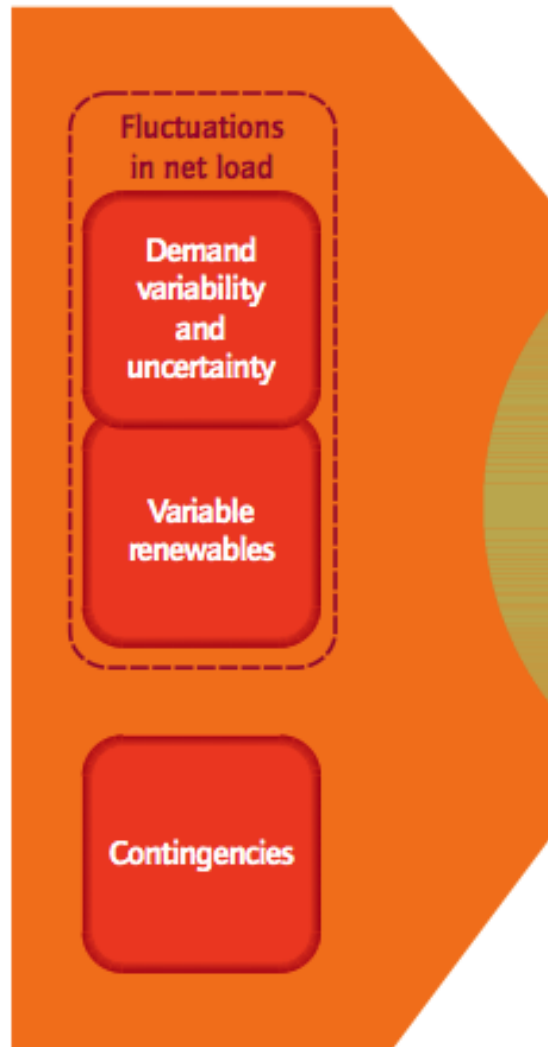 Fluctuations
in net load
Demand
variability
and
uncertainty
Variable
renewables
Contingencies